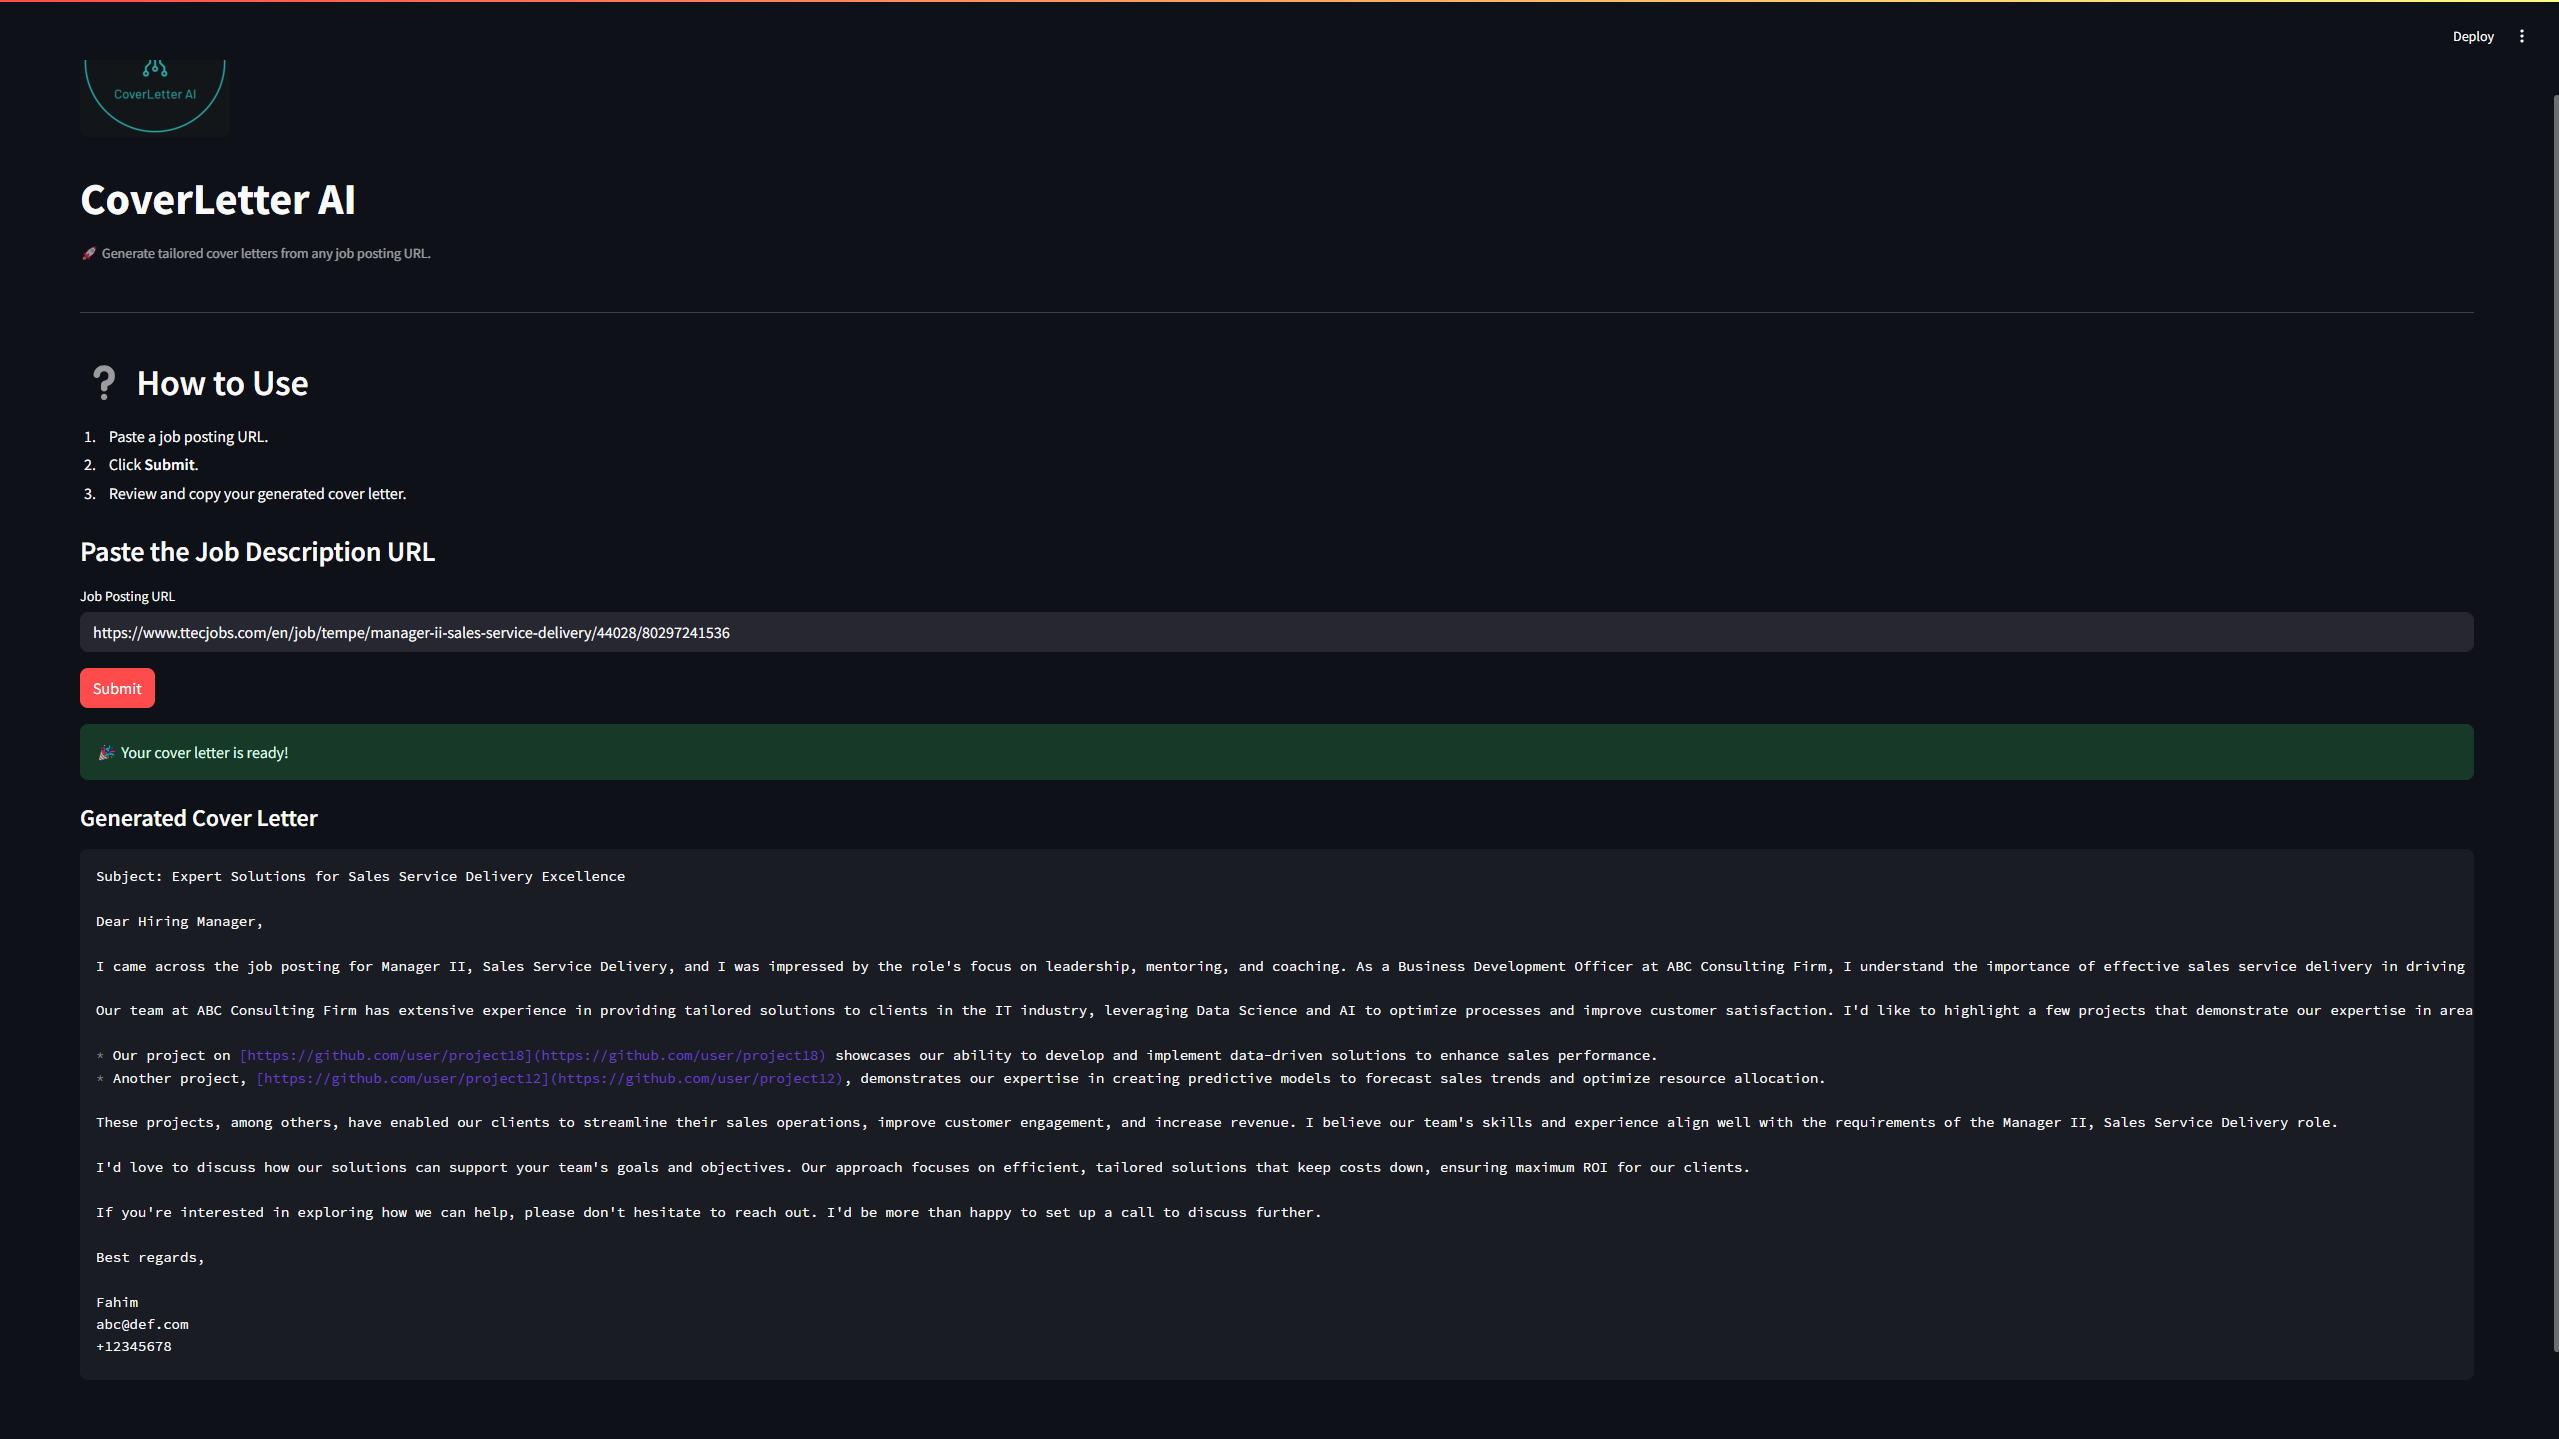 Deploy
CoverLetter AI
CoverLetter AI
🚀 Generate tailored cover letters from any job posting URL.
❔ How to Use
1. Paste a job posting URL.
2. Click Submit.
3. Review and copy your generated cover letter.
Paste the Job Description URL
Job Posting URL
https://www.ttecjobs.com/en/job/tempe/manager-ii-sales-service-delivery/44028/80297241536
Submit
🎉 Your cover letter is ready!
Generated Cover Letter
Subject: Expert Solutions for Sales Service Delivery Excellence
Dear Hiring Manager,
I came across the job posting for Manager II, Sales Service Delivery, and I was impressed by the role's focus on leadership, mentoring, and coaching. As a Business Development Officer at ABC Consulting Firm, I understand the importance of effective sales service delivery in driving
Our team at ABC Consulting Firm has extensive experience in providing tailored solutions to clients in the IT industry, leveraging Data Science and AI to optimize processes and improve customer satisfaction. I'd like to highlight a few projects that demonstrate our expertise in area
* Our project on [https://github.com/user/project18](https://github.com/user/project18) showcases our ability to develop and implement data-driven solutions to enhance sales performance.
* Another project, [https://github.com/user/project12](https://github.com/user/project12), demonstrates our expertise in creating predictive models to forecast sales trends and optimize resource allocation.
These projects, among others, have enabled our clients to streamline their sales operations, improve customer engagement, and increase revenue. I believe our team's skills and experience align well with the requirements of the Manager II, Sales Service Delivery role.
I'd love to discuss how our solutions can support your team's goals and objectives. Our approach focuses on efficient, tailored solutions that keep costs down, ensuring maximum ROI for our clients.
If you're interested in exploring how we can help, please don't hesitate to reach out. I'd be more than happy to set up a call to discuss further.
Best regards,
Fahim
abc@def.com
+12345678